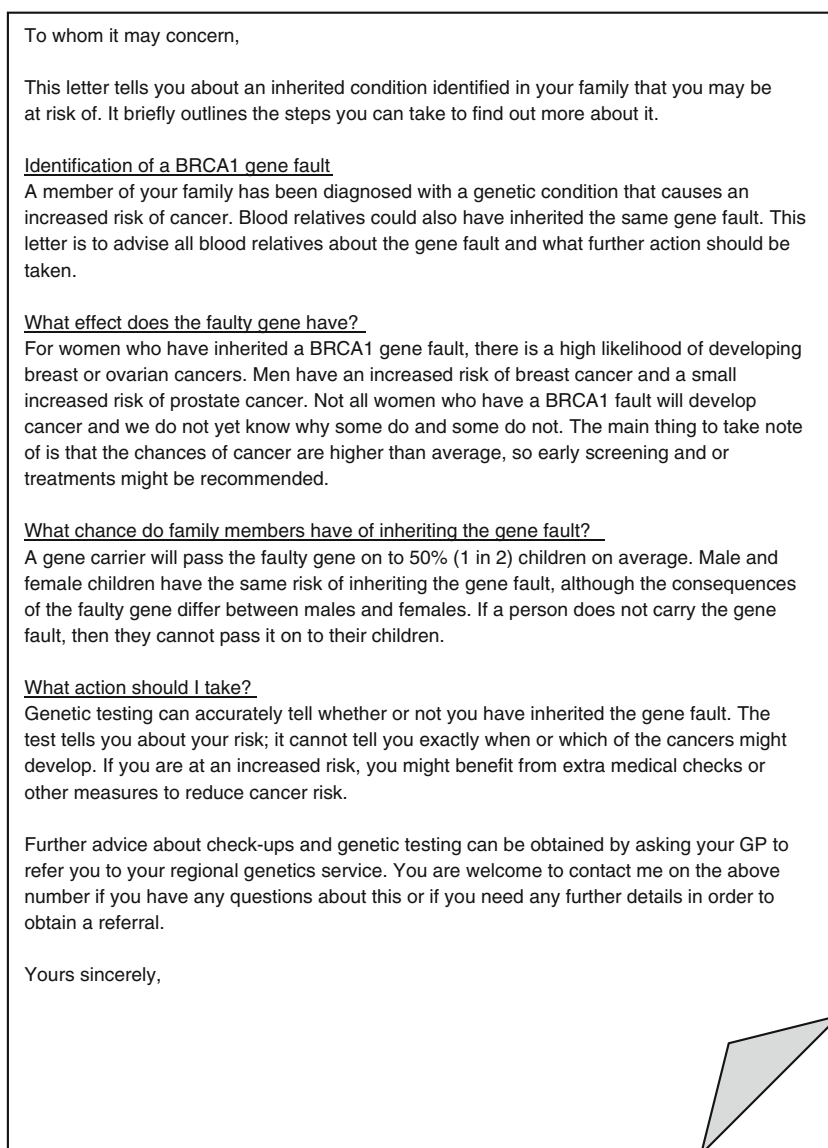 To whom it may concern,
This letter tells you about an inherited condition identified in your family that you may be
at risk of. It briefly outlines the steps you can take to find out more about it.
Identification of a BRCA1 gene fault
A member of your family has been diagnosed with a genetic condition that causes an
increased risk of cancer. Blood relatives could also have inherited the same gene fault. This
letter is to advise all blood relatives about the gene fault and what further action should be
taken.
What effect does the faulty gene have?
For women who have inherited a BRCA1 gene fault, there is a high likelihood of developing
breast or ovarian cancers. Men have an increased risk of breast cancer and a small
increased risk of prostate cancer. Not all women who have a BRCA1 fault will develop
cancer and we do not yet know why some do and some do not. The main thing to take note
of is that the chances of cancer are higher than average, so early screening and or
treatments might be recommended.
What chance do family members have of inheriting the gene fault?
A gene carrier will pass the faulty gene on to 50% (1 in 2) children on average. Male and
female children have the same risk of inheriting the gene fault, although the consequences
of the faulty gene differ between males and females. If a person does not carry the gene
fault, then they cannot pass it on to their children.
What action should I take?
Genetic testing can accurately tell whether or not you have inherited the gene fault. The
test tells you about your risk; it cannot tell you exactly when or which of the cancers might
develop. If you are at an increased risk, you might benefit from extra medical checks or
other measures to reduce cancer risk.
Further advice about check-ups and genetic testing can be obtained by asking your GP to
refer you to your regional genetics service. You are welcome to contact me on the above
number if you have any questions about this or if you need any further details in order to
obtain a referral.
Yours sincerely,